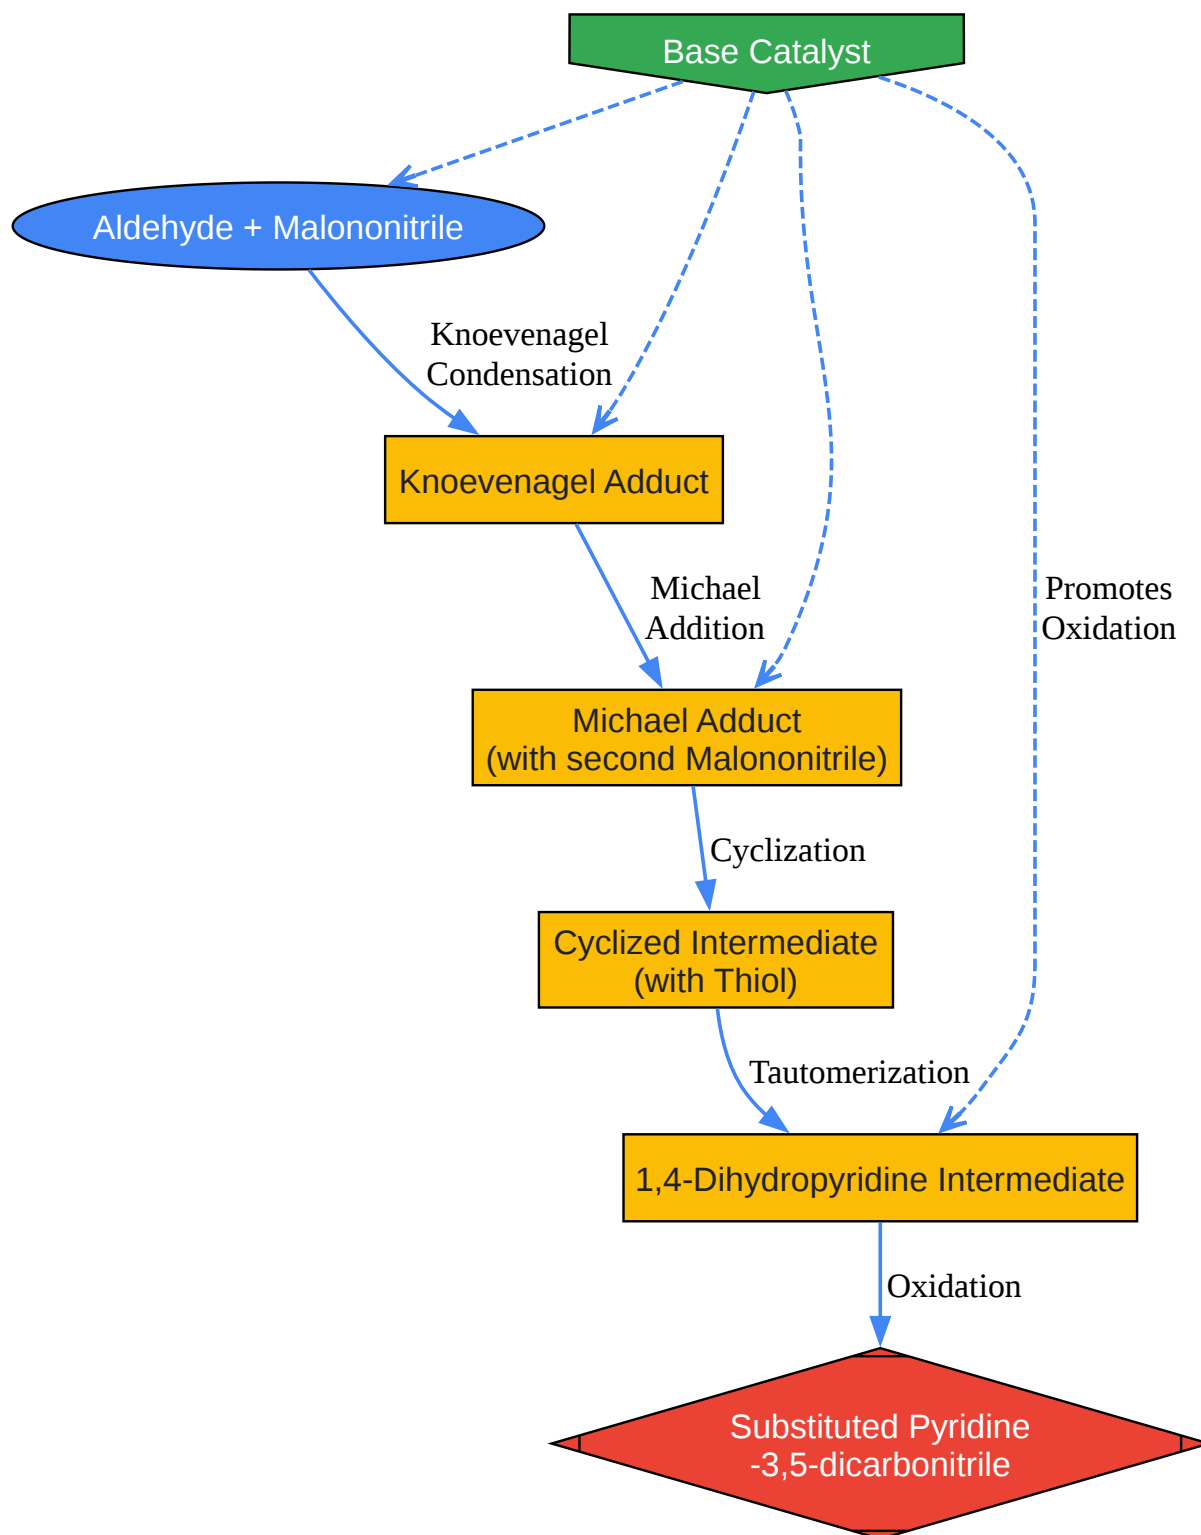 Base Catalyst
Aldehyde + Malononitrile
Knoevenagel
Condensation
Knoevenagel Adduct
Michael
Addition
Promotes
Oxidation
Michael Adduct
(with second Malononitrile)
Cyclization
Cyclized Intermediate
(with Thiol)
Tautomerization
1,4-Dihydropyridine Intermediate
Oxidation
Substituted Pyridine
-3,5-dicarbonitrile